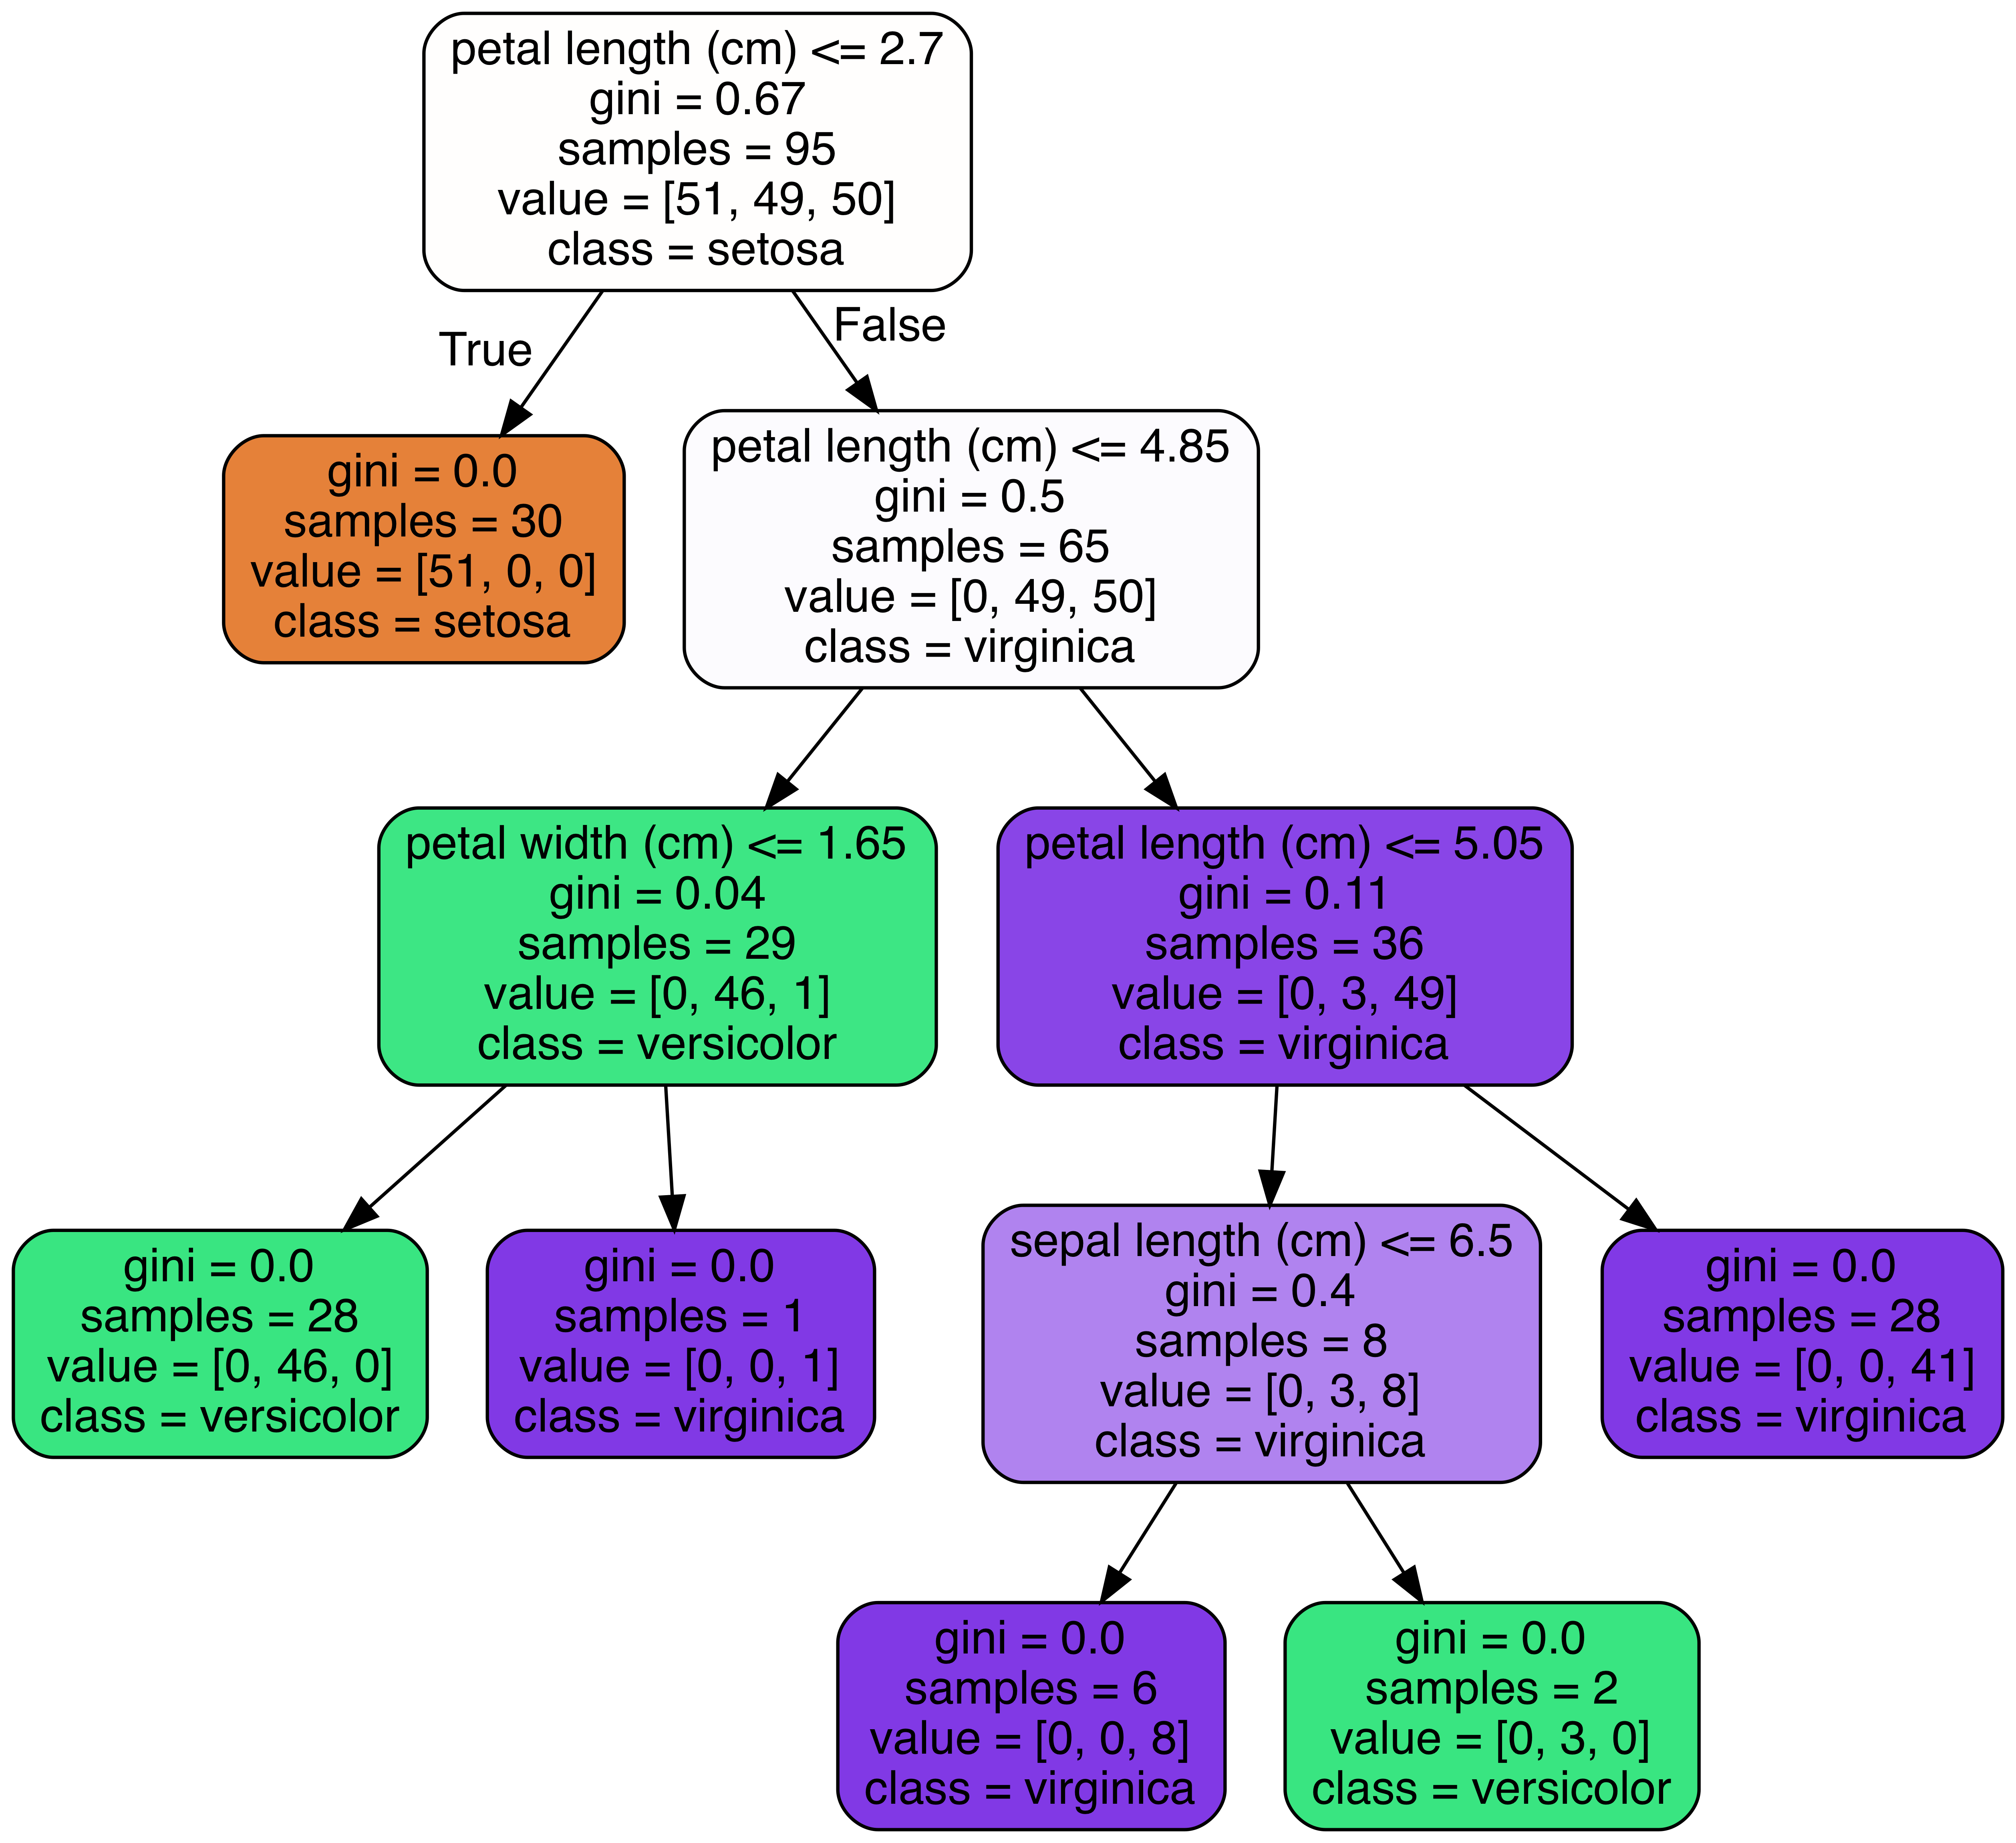 petal length (cm) <= 2.7
gini = 0.67
samples = 95
value = [51, 49, 50]
class = setosa
True
False
gini = 0.0
samples = 30
value = [51, 0, 0]
class = setosa
petal length (cm) <= 4.85
gini = 0.5
samples = 65
value = [0, 49, 50]
class = virginica
petal width (cm) <= 1.65
gini = 0.04
samples = 29
value = [0, 46, 1]
class = versicolor
petal length (cm) <= 5.05
gini = 0.11
samples = 36
value = [0, 3, 49]
class = virginica
gini = 0.0
samples = 28
value = [0, 46, 0]
class = versicolor
gini = 0.0
samples = 1
value = [0, 0, 1]
class = virginica
sepal length (cm) <= 6.5
gini = 0.4
samples = 8
value = [0, 3, 8]
class = virginica
gini = 0.0
samples = 28
value = [0, 0, 41]
class = virginica
gini = 0.0
samples = 6
value = [0, 0, 8]
class = virginica
gini = 0.0
samples = 2
value = [0, 3, 0]
class = versicolor